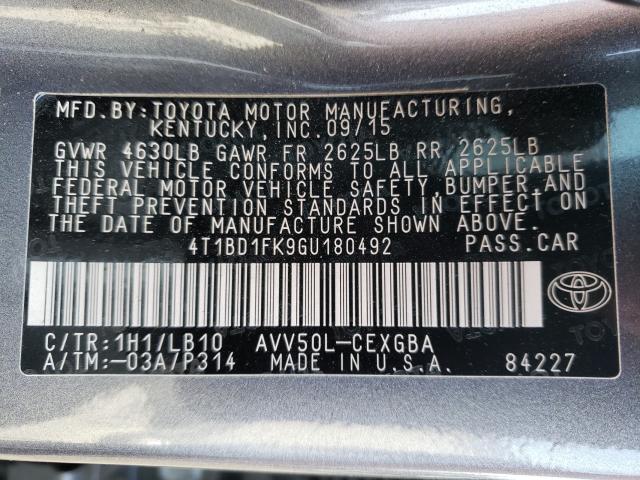 MFD.BY:TOYOTA MOTOR MANUFACTURING,
KENTUCKY,INC.09/15
GVWR 4630LB GAWR FR 2625LB RR 2625LB
THIS VEHICLE CONFORMS TO ALL APPLICABLE
FEDERAL MOTOR VEHICLE SAFETY,BUMPER,AND
THEFT PREVENTION STANDARDS IN EFFECT ON
THE DATE OF MANUFACTURE SHOWN ABOVE.
4T1BD1FK9GU180492 PASS.CAR
C/TR:1H1/LB10 AVV50L-CEXGBA
A/TM:-03A/P314 MADE IN U.S.A. 84227